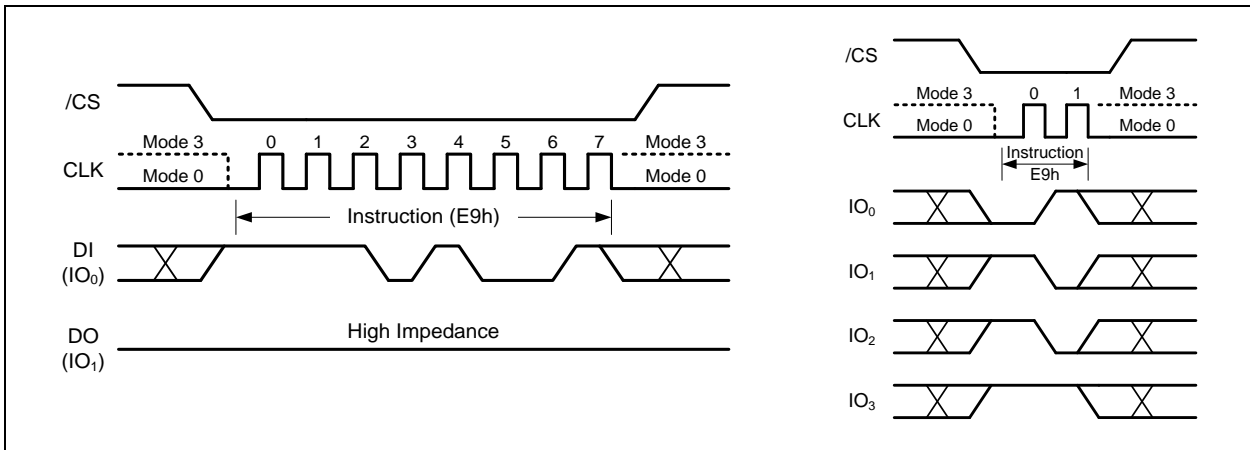 /CS
Mode 3 0 1 2 3 4 5 6 7 Mode 3
CLK
Mode 0 Mode 0
Instruction (E9h)
DI
(IO₀)
High Impedance
DO
(IO₁)
/CS
Mode 3 0 1 Mode 3
CLK
Mode 0 Mode 0
Instruction
E9h
IO₀
IO₁
IO₂
IO₃